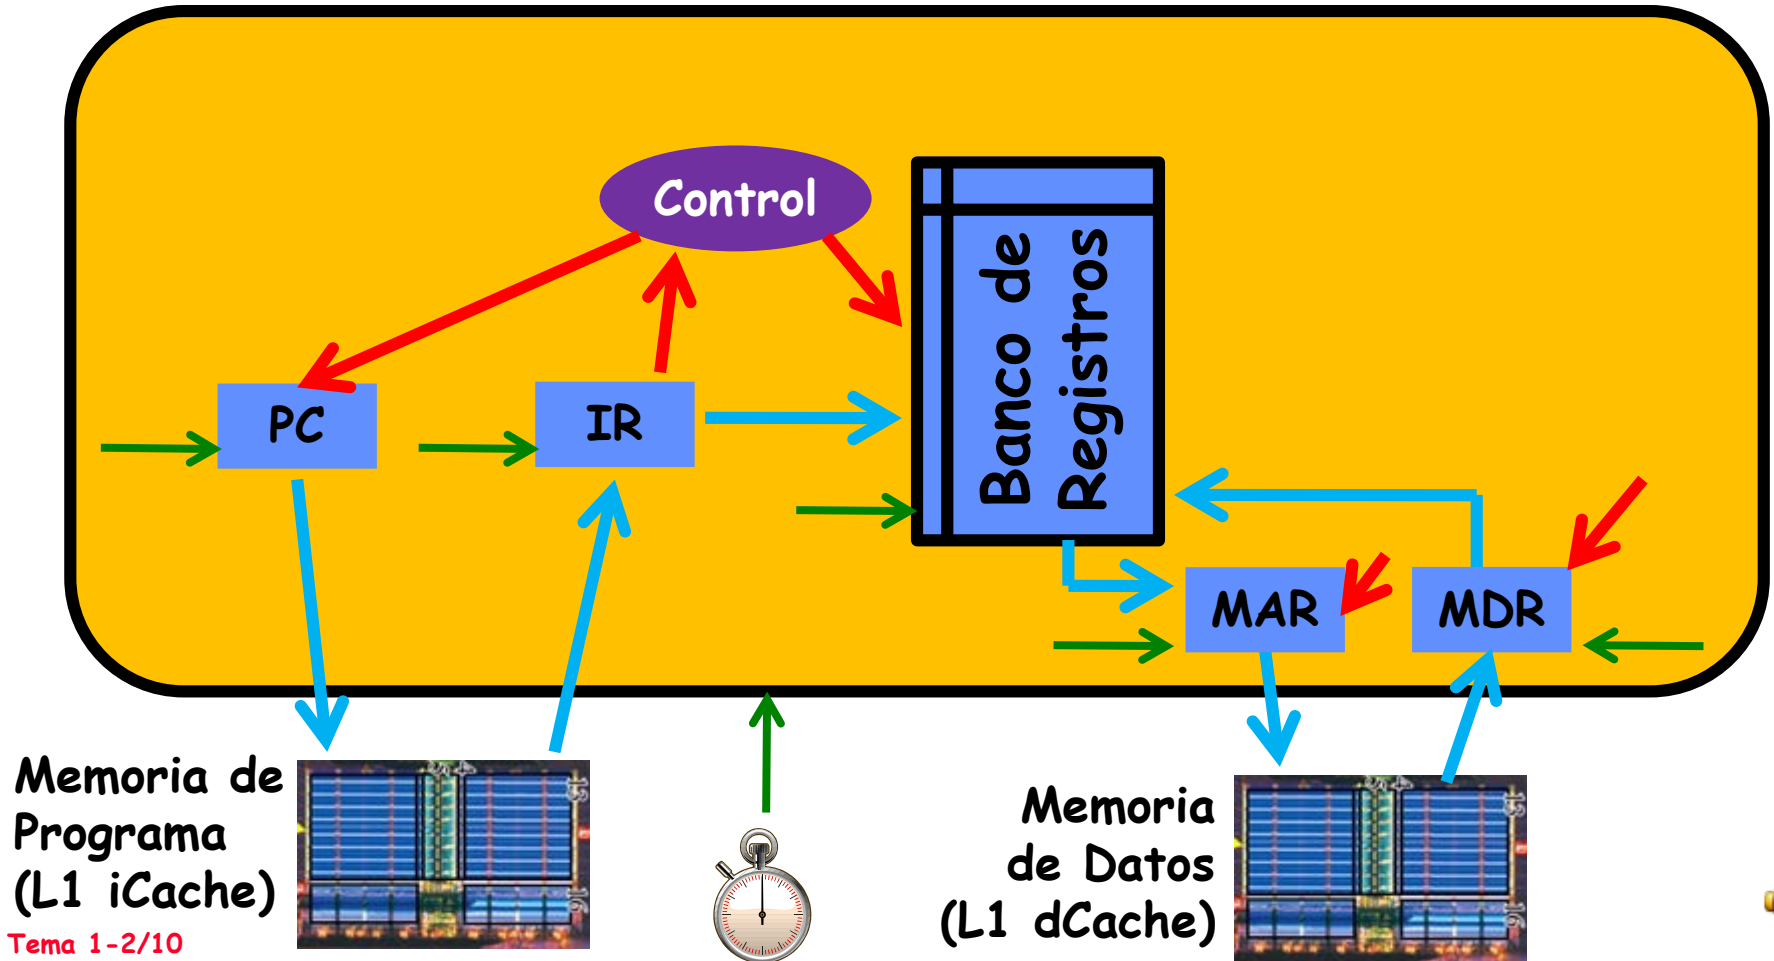 Control
Banco de
Registros
PC
IR
MAR
MDR
Memoria de
Programa
(L1 iCache)
Memoria
de Datos
(L1 dCache)
Tema 1-2/10